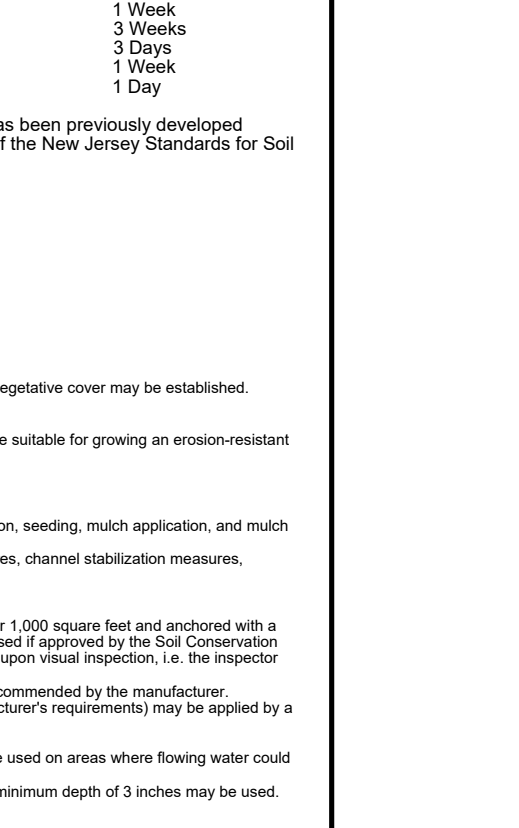 1 Week
3 Weeks
3 Days
1 Week
1 Day
as been previously developed
f the New Jersey Standards for Soil
egetative cover may be established.
e suitable for growing an erosion-resistant
on, seeding, mulch application, and mulch
es, channel stabilization measures,
r 1,000 square feet and anchored with a
sed if approved by the Soil Conservation
upon visual inspection, i.e. the inspector
commended by the manufacturer.
cturer's requirements) may be applied by a
e used on areas where flowing water could
minimum depth of 3 inches may be used.